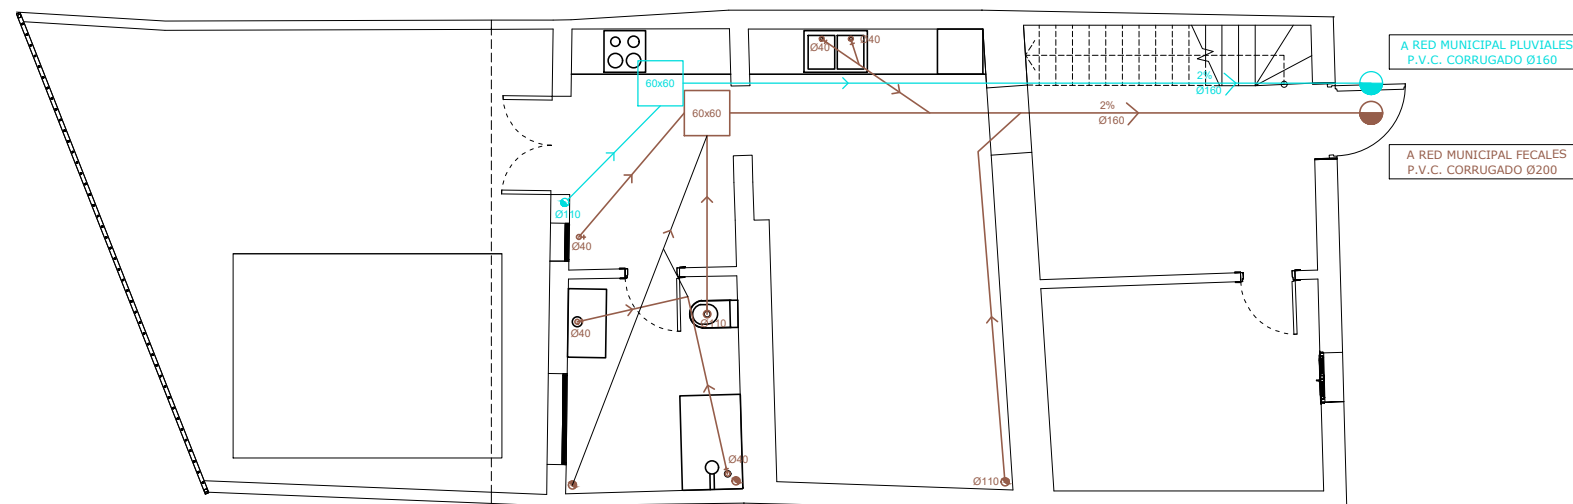 Ø40
Ø40
A RED MUNICIPAL PLUVIALES
P.V.C. CORRUGADO Ø160
60x60
2%
Ø160
60x60
2%
Ø160
A RED MUNICIPAL FECALES
P.V.C. CORRUGADO Ø200
Ø110
Ø40
Ø40
Ø110
Ø40
Ø110